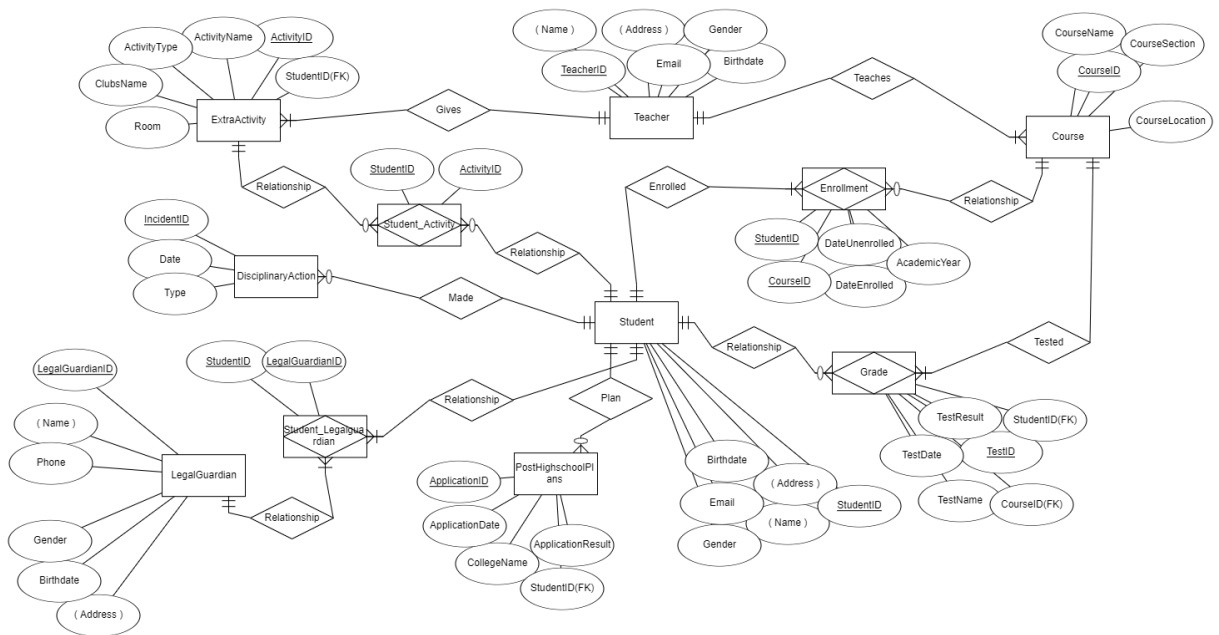 ActivityType
ActivityName
ActivityID
ClubsName
StudentID(FK)
Room
ExtraActivity
Gives
( Name )
( Address )
Gender
TeacherID
Email
Birthdate
Teacher
Teaches
CourseName
CourseSection
CourseID
CourseLocation
Course
Relationship
StudentID
ActivityID
Student_Activity
Relationship
Enrolled
Enrollment
Relationship
StudentID
DateUnenrolled
AcademicYear
CourseID
DateEnrolled
IncidentID
Date
Type
DisciplinaryAction
Made
Student
Relationship
Grade
Tested
TestResult
StudentID(FK)
TestDate
TestID
TestName
CourseID(FK)
StudentID
LegalGuardianID
Student_Legalgua
rdian
Relationship
Plan
LegalGuardianID
( Name )
Phone
LegalGuardian
Relationship
Gender
Birthdate
( Address )
PostHighschoolPl
ans
ApplicationID
ApplicationDate
CollegeName
ApplicationResult
StudentID(FK)
Birthdate
( Address )
Email
StudentID
( Name )
Gender